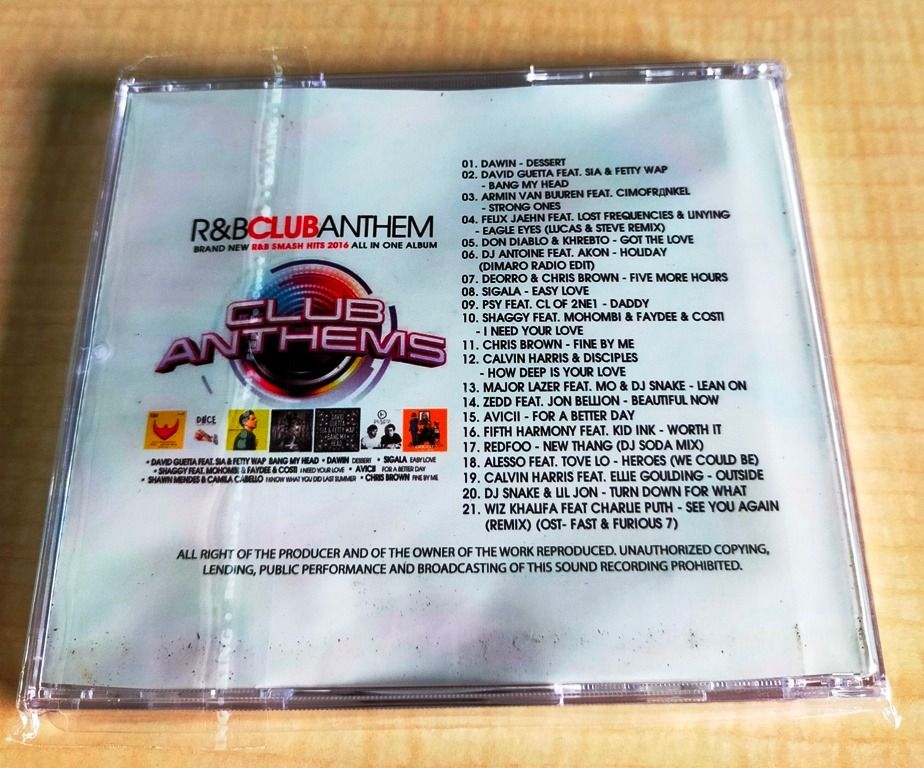 R&BCLUBANTHEM
BRAND NEW R&B SMASH HITS 2016 ALL IN ONE ALBUM
CLUB
ANTHEMS
DNCE
DAVID
GUETTA
SIA & FETTY WAP
BANG MY
HEAD
• DAVID GUETTA FEAT. SIA & FETTY WAP BANG MY HEAD • DAWIN DESSERT • SIGALA EASY LOVE
• SHAGGY FEAT. MOHOMBI & FAYDEE & COSTI I NEED YOUR LOVE • AVICII FOR A BETTER DAY
• SHAWN MENDES & CAMILA CABELLO I KNOW WHAT YOU DID LAST SUMMER • CHRIS BROWN FINE BY ME
01. DAWIN - DESSERT
02. DAVID GUETTA FEAT. SIA & FETTY WAP
- BANG MY HEAD
03. ARMIN VAN BUUREN FEAT. CIMOFRДNKEL
- STRONG ONES
04. FELIX JAEHN FEAT. LOST FREQUENCIES & LINYING
- EAGLE EYES (LUCAS & STEVE REMIX)
05. DON DIABLO & KHREBTO - GOT THE LOVE
06. DJ ANTOINE FEAT. AKON - HOLIDAY
(DIMARO RADIO EDIT)
07. DEORRO & CHRIS BROWN - FIVE MORE HOURS
08. SIGALA - EASY LOVE
09. PSY FEAT. CL OF 2NE1 - DADDY
10. SHAGGY FEAT. MOHOMBI & FAYDEE & COSTI
- I NEED YOUR LOVE
11. CHRIS BROWN - FINE BY ME
12. CALVIN HARRIS & DISCIPLES
- HOW DEEP IS YOUR LOVE
13. MAJOR LAZER FEAT. MO & DJ SNAKE - LEAN ON
14. ZEDD FEAT. JON BELLION - BEAUTIFUL NOW
15. AVICII - FOR A BETTER DAY
16. FIFTH HARMONY FEAT. KID INK - WORTH IT
17. REDFOO - NEW THANG (DJ SODA MIX)
18. ALESSO FEAT. TOVE LO - HEROES (WE COULD BE)
19. CALVIN HARRIS FEAT. ELLIE GOULDING - OUTSIDE
20. DJ SNAKE & LIL JON - TURN DOWN FOR WHAT
21. WIZ KHALIFA FEAT CHARLIE PUTH - SEE YOU AGAIN
(REMIX) (OST- FAST & FURIOUS 7)
ALL RIGHT OF THE PRODUCER AND OF THE OWNER OF THE WORK REPRODUCED. UNAUTHORIZED COPYING,
LENDING, PUBLIC PERFORMANCE AND BROADCASTING OF THIS SOUND RECORDING PROHIBITED.